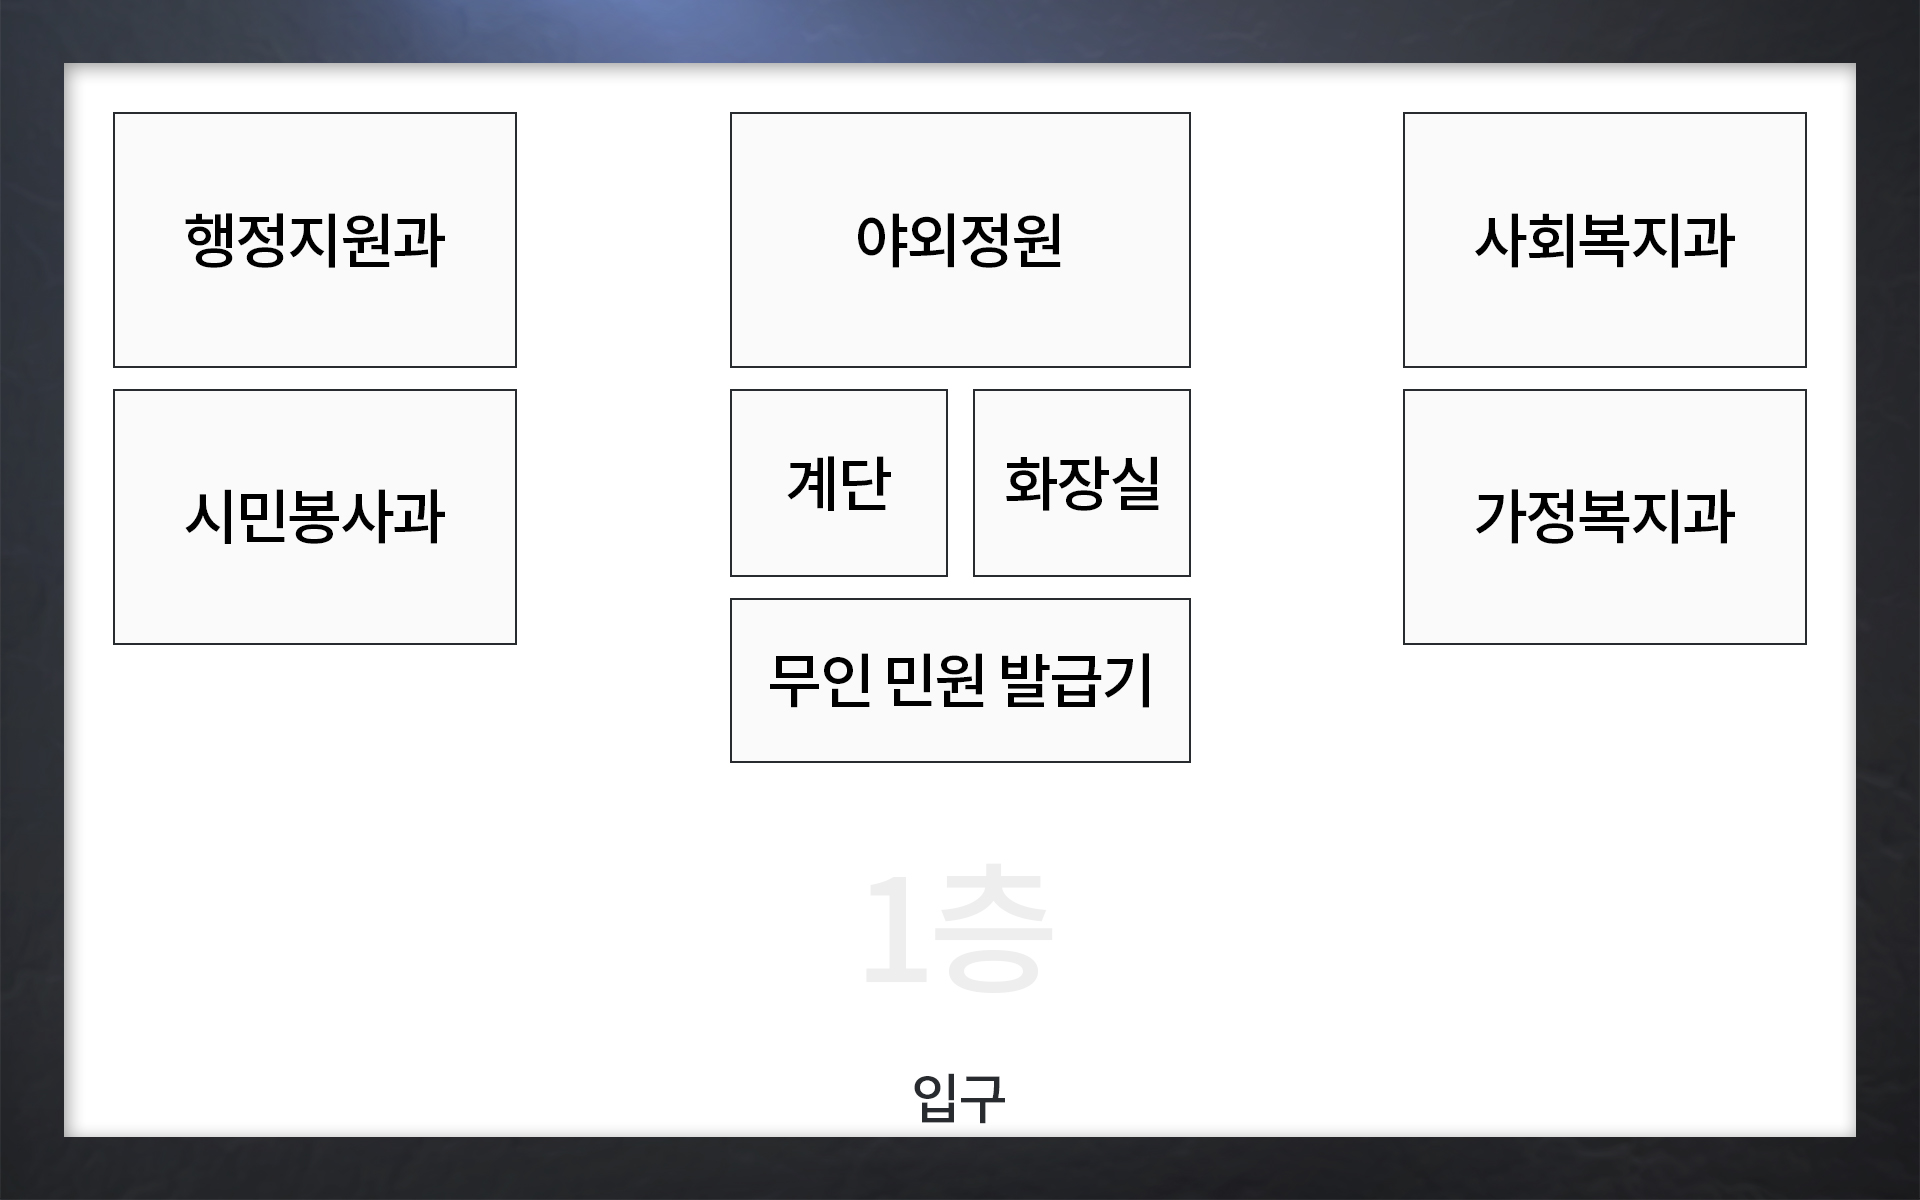 행정지원과
야외정원
사회복지과
시민봉사과
계단
화장실
가정복지과
무인 민원 발급기
1층
입구